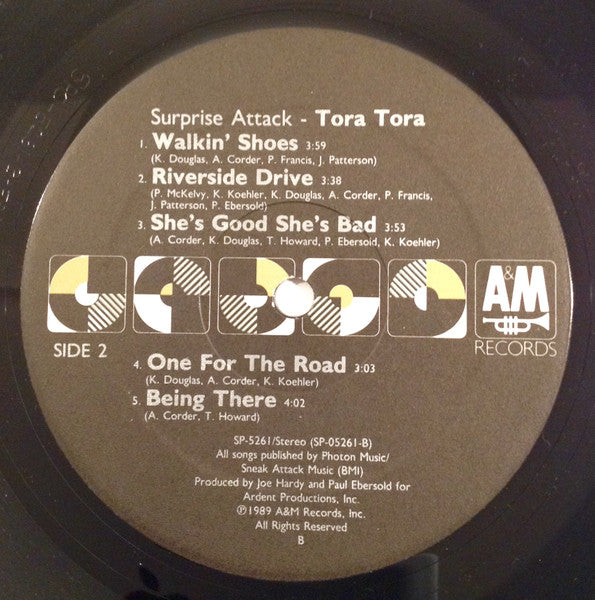 Surprise Attack - Tora Tora
1. Walkin' Shoes 3:59
(K. Douglas, A. Corder, P. Francis, J. Patterson)
2. Riverside Drive 3:38
(P. McKelvy, K. Koehler, K. Douglas, A. Corder, P. Francis,
J. Patterson, P. Ebersold)
3. She's Good She's Bad 3:53
(A. Corder, K. Douglas, T. Howard, P. Ebersoid, K. Koehler)
A&M
SIDE 2
RECORDS
4. One For The Road 3:03
(K. Douglas, A. Corder, K. Koehler)
5. Being There 4:02
(A. Corder, T. Howard)
SP-5261/Stereo (SP-05261-B)
All songs published by Photon Music/
Sneak Attack Music (BMI)
Produced by Joe Hardy and Paul Ebersold for
Ardent Productions, Inc.
℗©1989 A&M Records, Inc.
All Rights Reserved
B